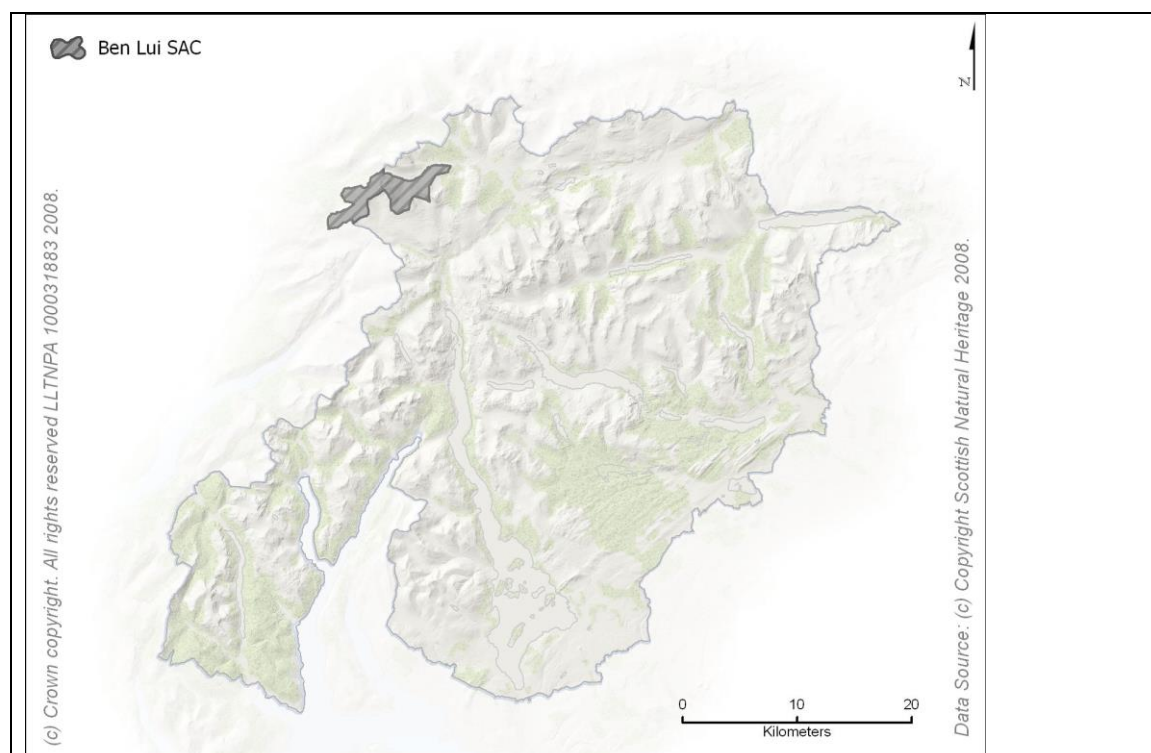 Ben Lui SAC
N
(c) Crown copyright. All rights reserved LLTNPA 100031883 2008.
Data Source: (c) Copyright Scottish Natural Heritage 2008.
0 10 20
Kilometers